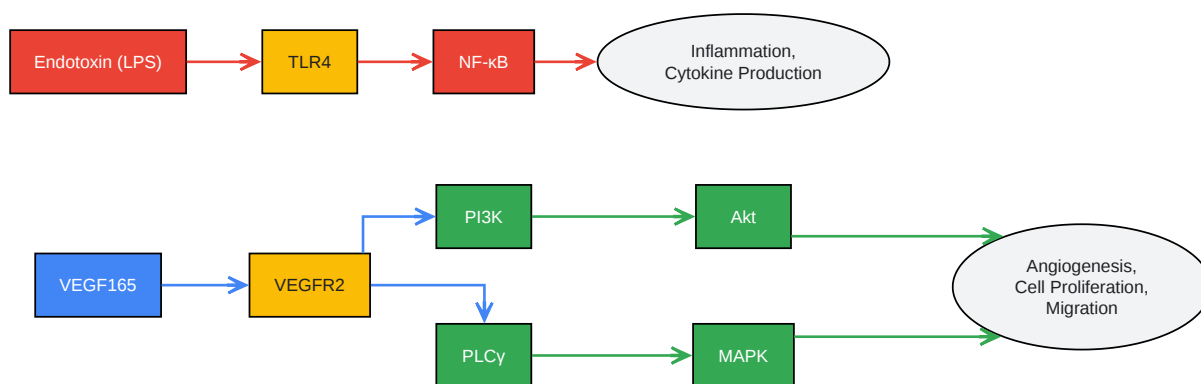 Endotoxin (LPS)
TLR4
NF-κB
Inflammation,
Cytokine Production
PI3K
Akt
VEGF165
VEGFR2
Angiogenesis,
Cell Proliferation,
Migration
PLCγ
MAPK